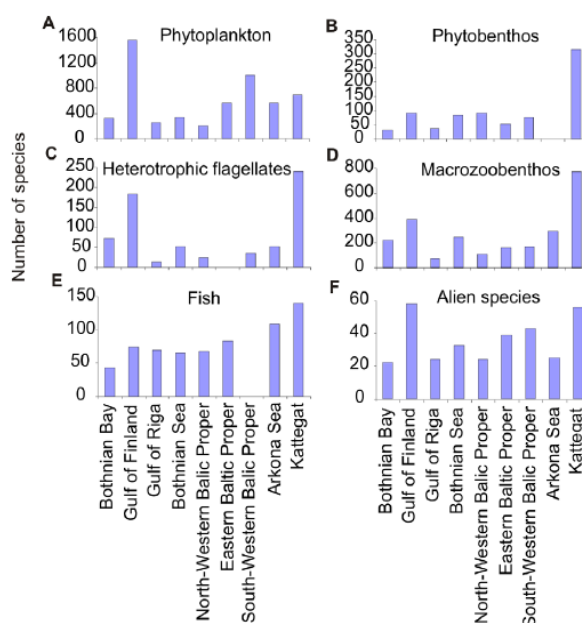 A
Phytoplankton
1600
1200
800
400
0
B
Phytobenthos
350
300
250
200
150
100
50
0
Number of species
C
Heterotrophic flagellates
250
200
150
100
50
0
D
Macrozoobenthos
800
600
400
200
0
E
Fish
150
100
50
0
F
Alien species
60
40
20
0
Bothnian Bay
Gulf of Finland
Gulf of Riga
Bothnian Sea
North-Western Balic Proper
Eastern Baltic Proper
South-Western Balic Proper
Arkona Sea
Kattegat
Bothnian Bay
Gulf of Finland
Gulf of Riga
Bothnian Sea
North-Western Balic Proper
Eastern Baltic Proper
South-Western Balic Proper
Arkona Sea
Kattegat